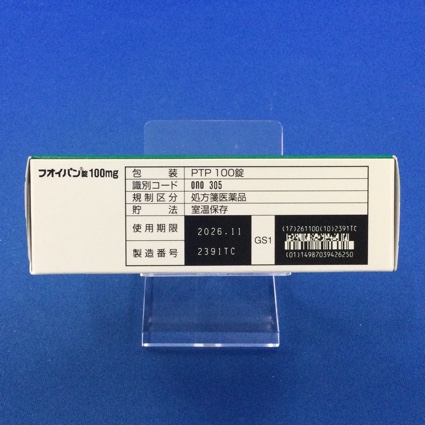 フオイパン錠100mg
包装 PTP 100錠
識別コード ono 305
規制区分 処方箋医薬品
貯法 室温保存
使用期限 2026.11
製造番号 2391TC
GS1
(17)261100(10)2391TC
(01)14987039426250